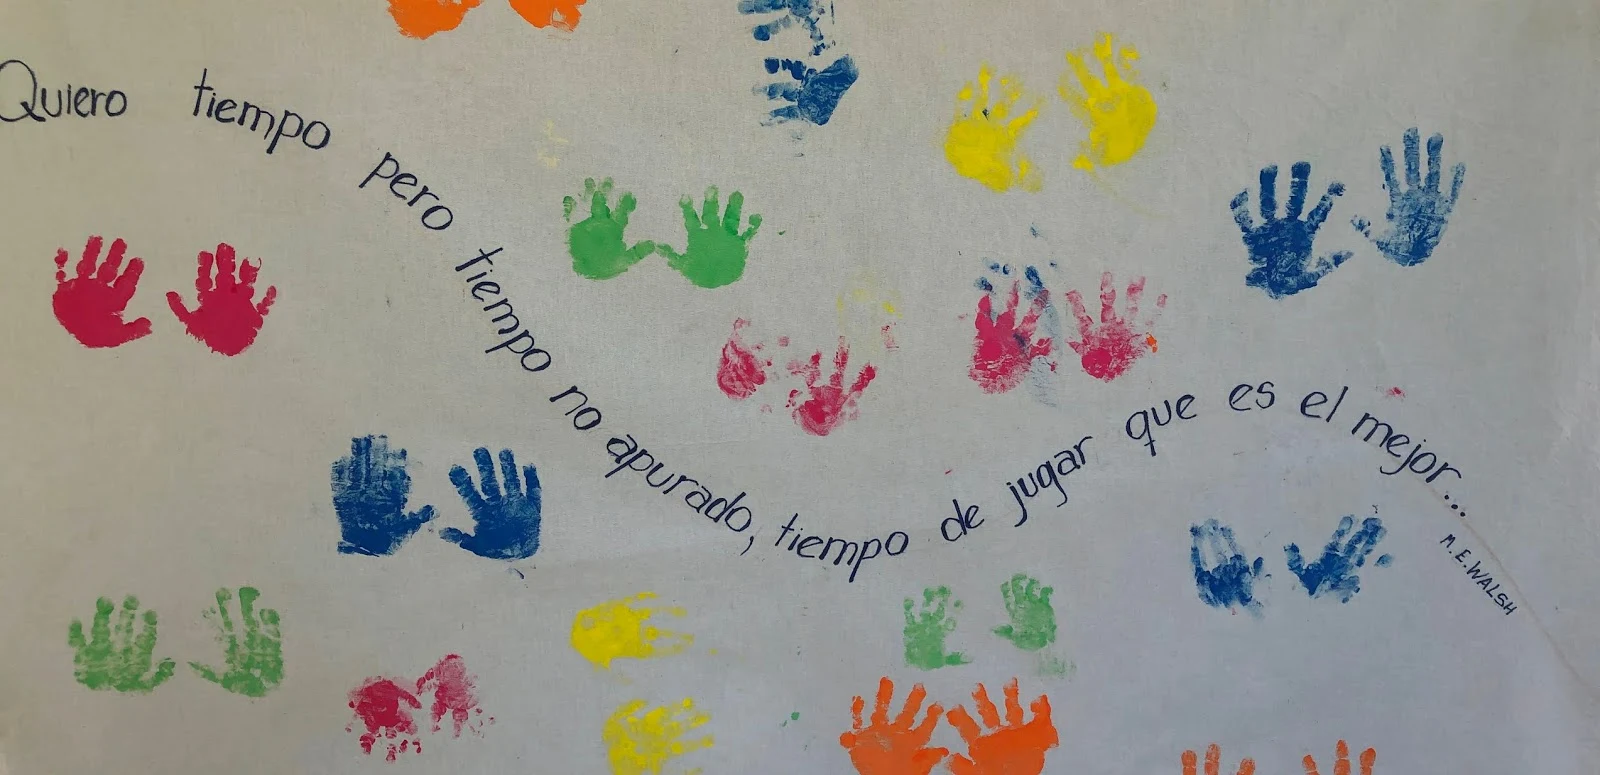 Quiero tiempo pero tiempo no apurado, tiempo de jugar que es el mejor...
M.E.WALSH